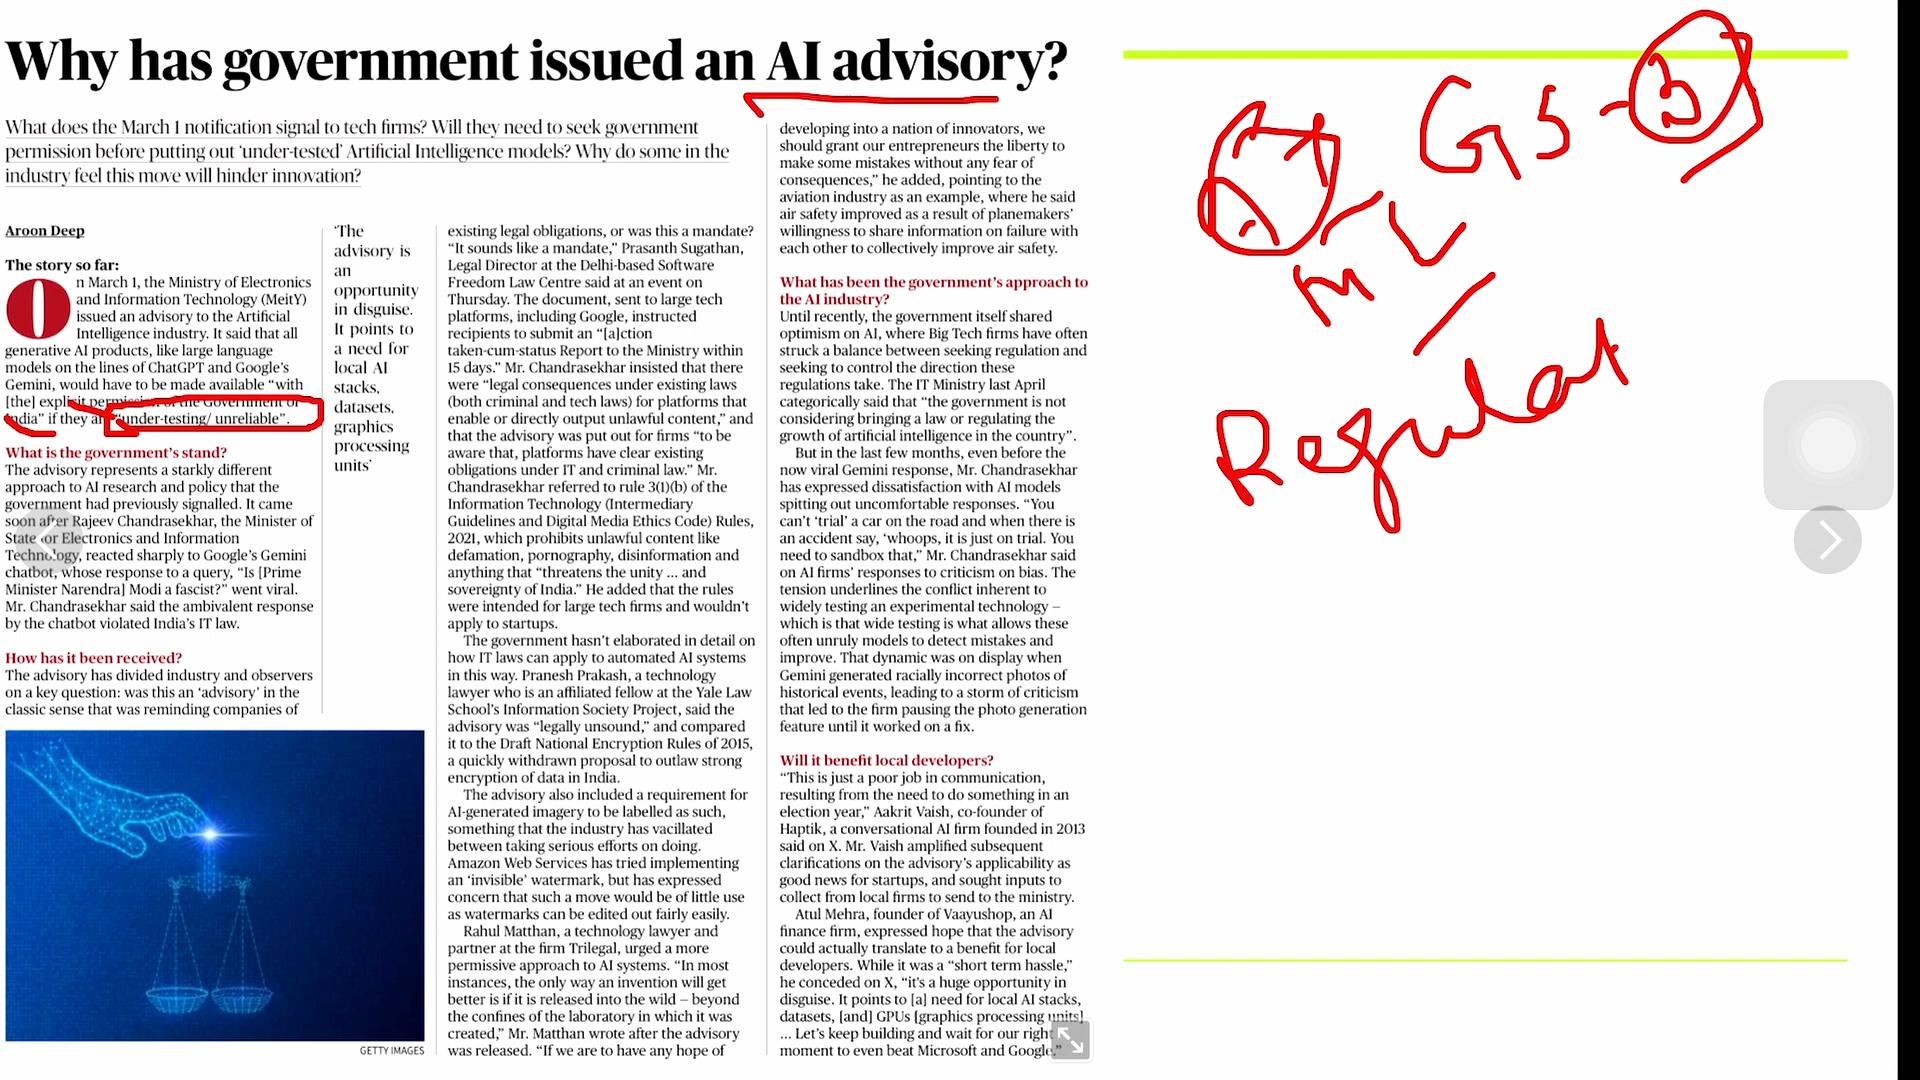 Why has government issued an AI advisory?
What does the March 1 notification signal to tech firms? Will they need to seek government
permission before putting out ‘under-tested’ Artificial Intelligence models? Why do some in the
industry feel this move will hinder innovation?
Aroon Deep
The story so far:
On March 1, the Ministry of Electronics
and Information Technology (MeitY)
issued an advisory to the Artificial
Intelligence industry. It said that all
generative AI products, like large language
models on the lines of ChatGPT and Google’s
Gemini, would have to be made available “with
[the] explicit permission of the Government of
India” if they are “under-testing/ unreliable”.
What is the government’s stand?
The advisory represents a starkly different
approach to AI research and policy that the
government had previously signalled. It came
soon after Rajeev Chandrasekhar, the Minister of
State for Electronics and Information
Technology, reacted sharply to Google’s Gemini
chatbot, whose response to a query, “Is [Prime
Minister Narendra] Modi a fascist?” went viral.
Mr. Chandrasekhar said the ambivalent response
by the chatbot violated India’s IT law.
How has it been received?
The advisory has divided industry and observers
on a key question: was this an ‘advisory’ in the
classic sense that was reminding companies of
‘The
advisory is
an
opportunity
in disguise.
It points to
a need for
local AI
stacks,
datasets,
graphics
processing
units’
GETTY IMAGES
existing legal obligations, or was this a mandate?
“It sounds like a mandate,” Prasanth Sugathan,
Legal Director at the Delhi-based Software
Freedom Law Centre said at an event on
Thursday. The document, sent to large tech
platforms, including Google, instructed
recipients to submit an “[a]ction
taken-cum-status Report to the Ministry within
15 days.” Mr. Chandrasekhar insisted that there
were “legal consequences under existing laws
(both criminal and tech laws) for platforms that
enable or directly output unlawful content,” and
that the advisory was put out for firms “to be
aware that, platforms have clear existing
obligations under IT and criminal law.” Mr.
Chandrasekhar referred to rule 3(1)(b) of the
Information Technology (Intermediary
Guidelines and Digital Media Ethics Code) Rules,
2021, which prohibits unlawful content like
defamation, pornography, disinformation and
anything that “threatens the unity ... and
sovereignty of India.” He added that the rules
were intended for large tech firms and wouldn’t
apply to startups.
The government hasn’t elaborated in detail on
how IT laws can apply to automated AI systems
in this way. Pranesh Prakash, a technology
lawyer who is an affiliated fellow at the Yale Law
School’s Information Society Project, said the
advisory was “legally unsound,” and compared
it to the Draft National Encryption Rules of 2015,
a quickly withdrawn proposal to outlaw strong
encryption of data in India.
The advisory also included a requirement for
AI-generated imagery to be labelled as such,
something that the industry has vacillated
between taking serious efforts on doing.
Amazon Web Services has tried implementing
an ‘invisible’ watermark, but has expressed
concern that such a move would be of little use
as watermarks can be edited out fairly easily.
Rahul Matthan, a technology lawyer and
partner at the firm Trilegal, urged a more
permissive approach to AI systems. “In most
instances, the only way an invention will get
better is if it is released into the wild – beyond
the confines of the laboratory in which it was
created,” Mr. Matthan wrote after the advisory
was released. “If we are to have any hope of
developing into a nation of innovators, we
should grant our entrepreneurs the liberty to
make some mistakes without any fear of
consequences,” he added, pointing to the
aviation industry as an example, where he said
air safety improved as a result of planemakers’
willingness to share information on failure with
each other to collectively improve air safety.
What has been the government’s approach to
the AI industry?
Until recently, the government itself shared
optimism on AI, where Big Tech firms have often
struck a balance between seeking regulation and
seeking to control the direction these
regulations take. The IT Ministry last April
categorically said that “the government is not
considering bringing a law or regulating the
growth of artificial intelligence in the country”.
But in the last few months, even before the
now viral Gemini response, Mr. Chandrasekhar
has expressed dissatisfaction with AI models
spitting out uncomfortable responses. “You
can’t ‘trial’ a car on the road and when there is
an accident say, ‘whoops, it is just on trial. You
need to sandbox that,” Mr. Chandrasekhar said
on AI firms’ responses to criticism on bias. The
tension underlines the conflict inherent to
widely testing an experimental technology –
which is that wide testing is what allows these
often unruly models to detect mistakes and
improve. That dynamic was on display when
Gemini generated racially incorrect photos of
historical events, leading to a storm of criticism
that led to the firm pausing the photo generation
feature until it worked on a fix.
Will it benefit local developers?
“This is just a poor job in communication,
resulting from the need to do something in an
election year,” Aakrit Vaish, co-founder of
Haptik, a conversational AI firm founded in 2013
said on X. Mr. Vaish amplified subsequent
clarifications on the advisory’s applicability as
good news for startups, and sought inputs to
collect from local firms to send to the ministry.
Atul Mehra, founder of Vaayushop, an AI
finance firm, expressed hope that the advisory
could actually translate to a benefit for local
developers. While it was a “short term hassle,”
he conceded on X, “it’s a huge opportunity in
disguise. It points to [a] need for local AI stacks,
datasets, [and] GPUs [graphics processing units]
... Let’s keep building and wait for our right
moment to even beat Microsoft and Google.”
GS-3
ML
Regulat